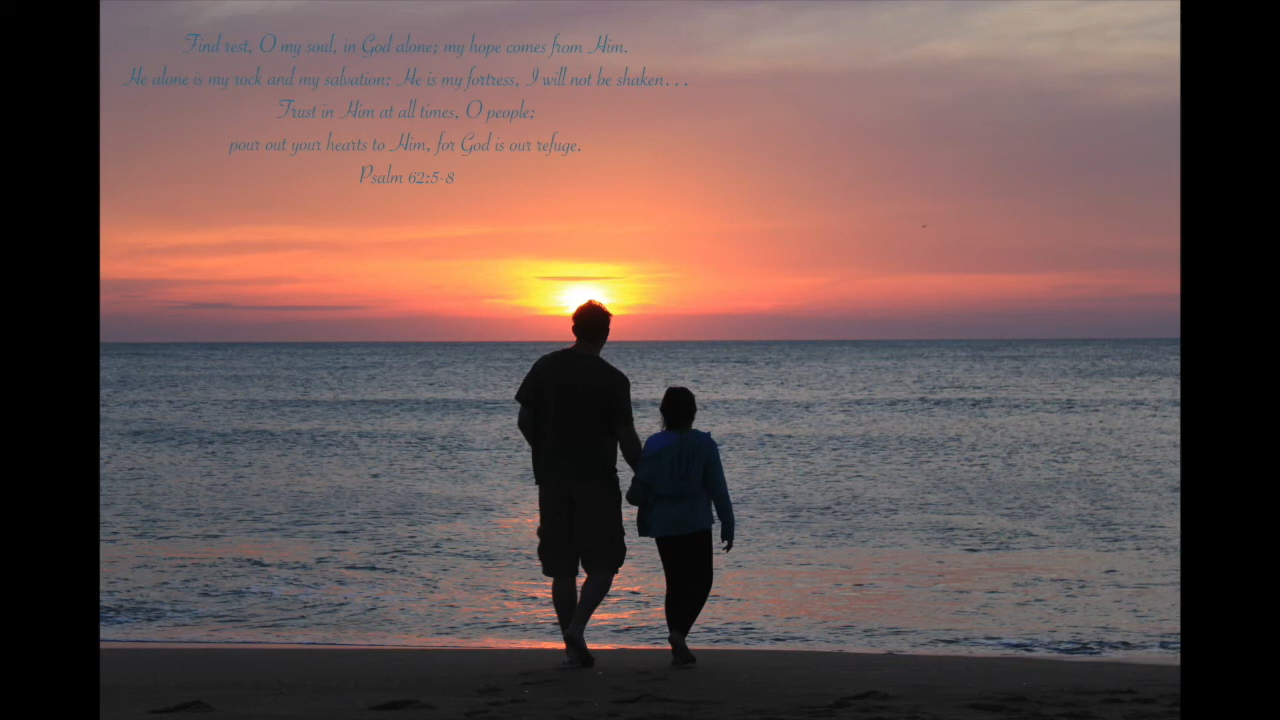 Find rest, O my soul, in God alone; my hope comes from Him.
He alone is my rock and my salvation; He is my fortress, I will not be shaken...
Trust in Him at all times, O people;
pour out your hearts to Him, for God is our refuge.
Psalm 62:5-8